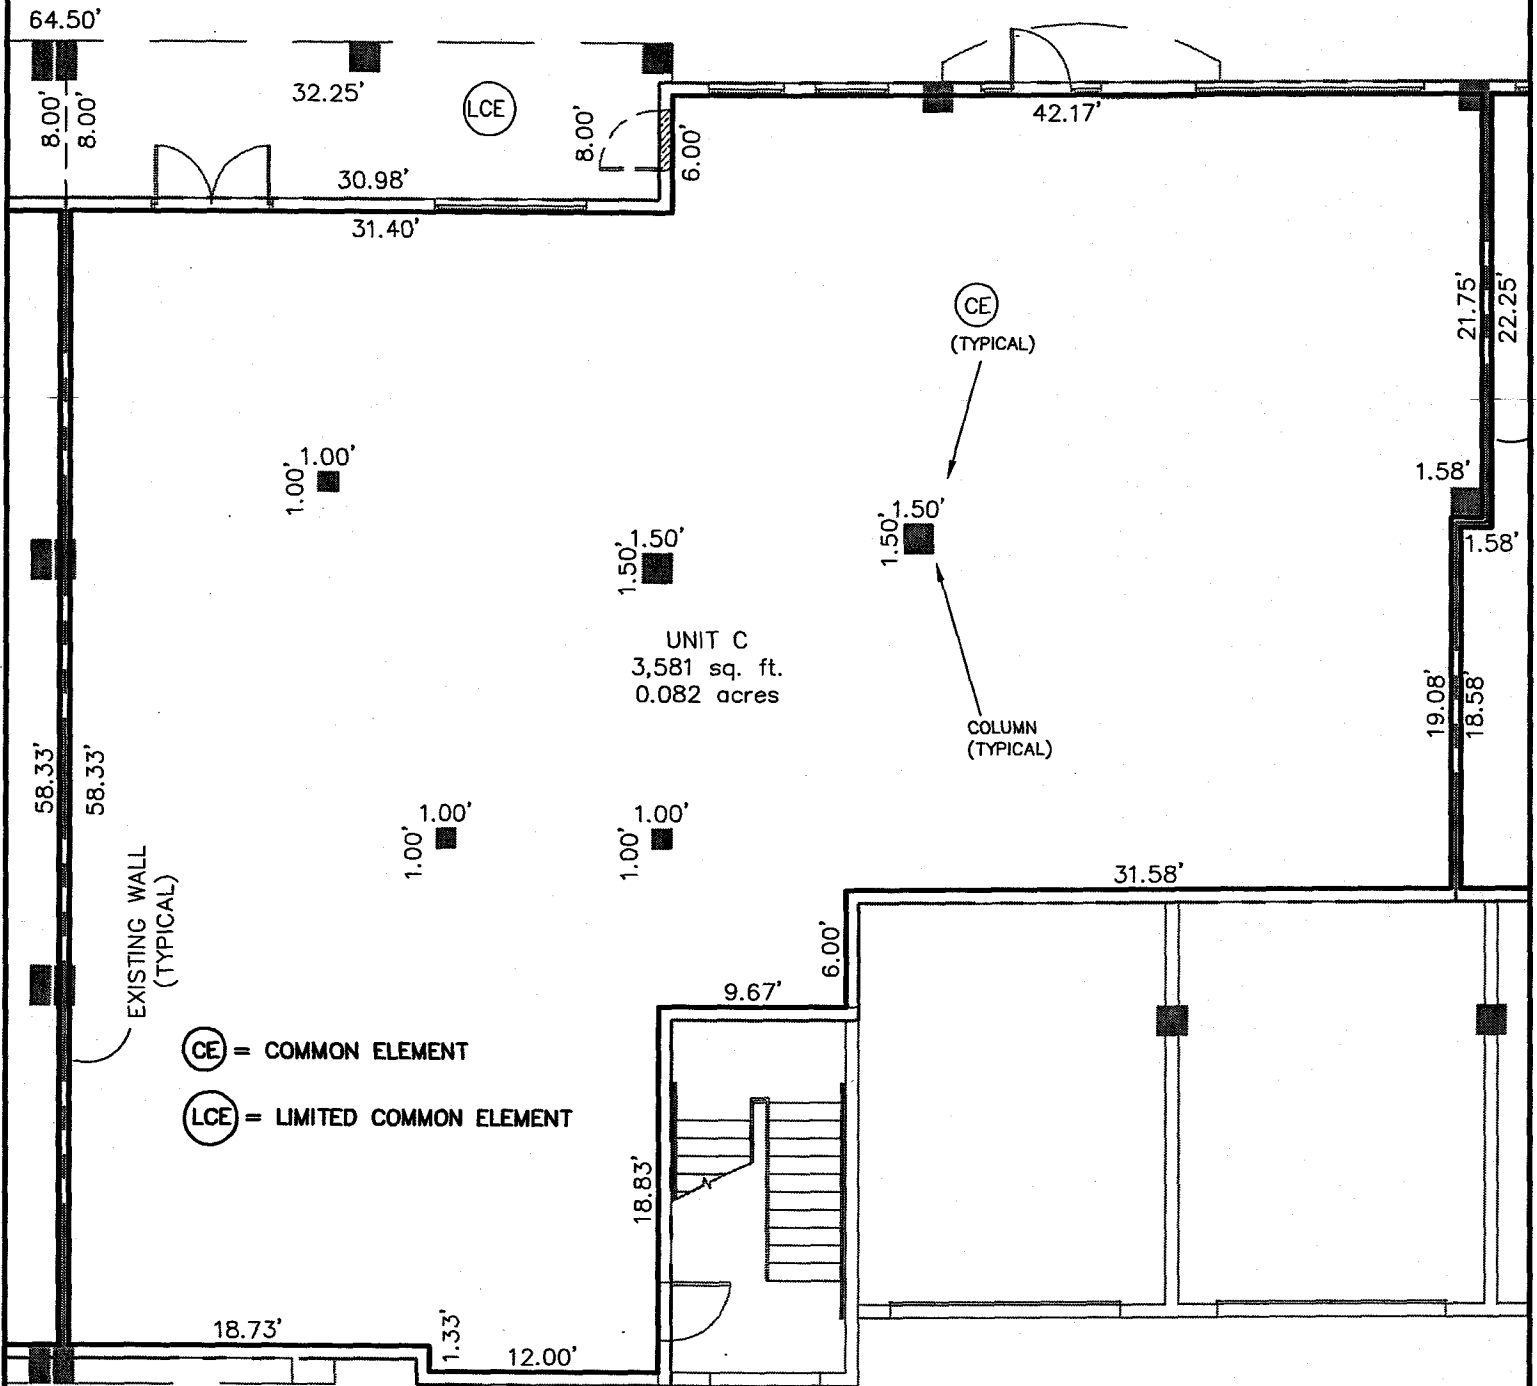 64.50'
32.25'
LCE
8.00'
8.00'
8.00'
6.00'
42.17'
30.98'
31.40'
CE
(TYPICAL)
21.75'
22.25'
1.00'
1.00'
1.58'
1.50'
1.50'
1.50'
1.50'
1.58'
UNIT C
3,581 sq. ft.
0.082 acres
19.08'
18.58'
COLUMN
(TYPICAL)
58.33'
58.33'
1.00'
1.00'
1.00'
1.00'
EXISTING WALL
(TYPICAL)
31.58'
6.00'
9.67'
CE = COMMON ELEMENT
LCE = LIMITED COMMON ELEMENT
18.83'
18.73'
1.33'
12.00'